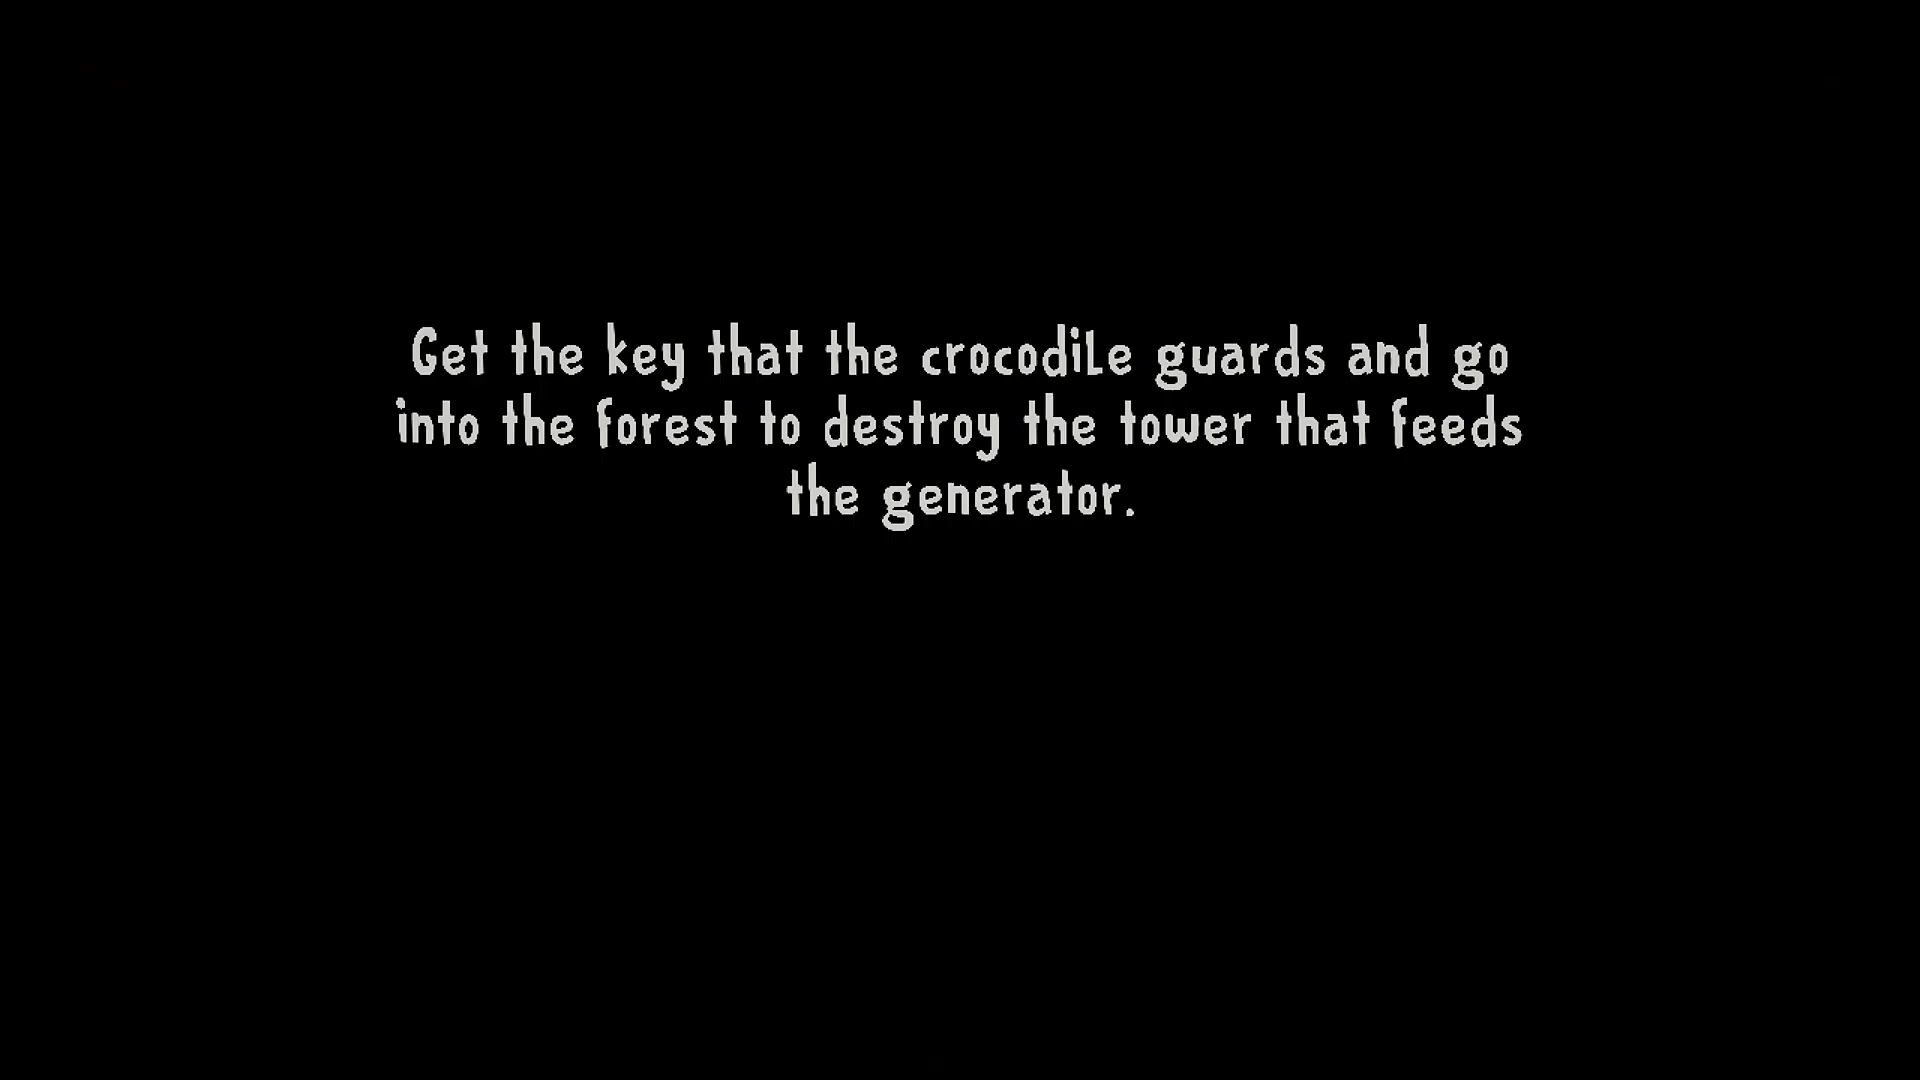 Get the key that the crocodile guards and go
into the forest to destroy the tower that feeds
the generator.